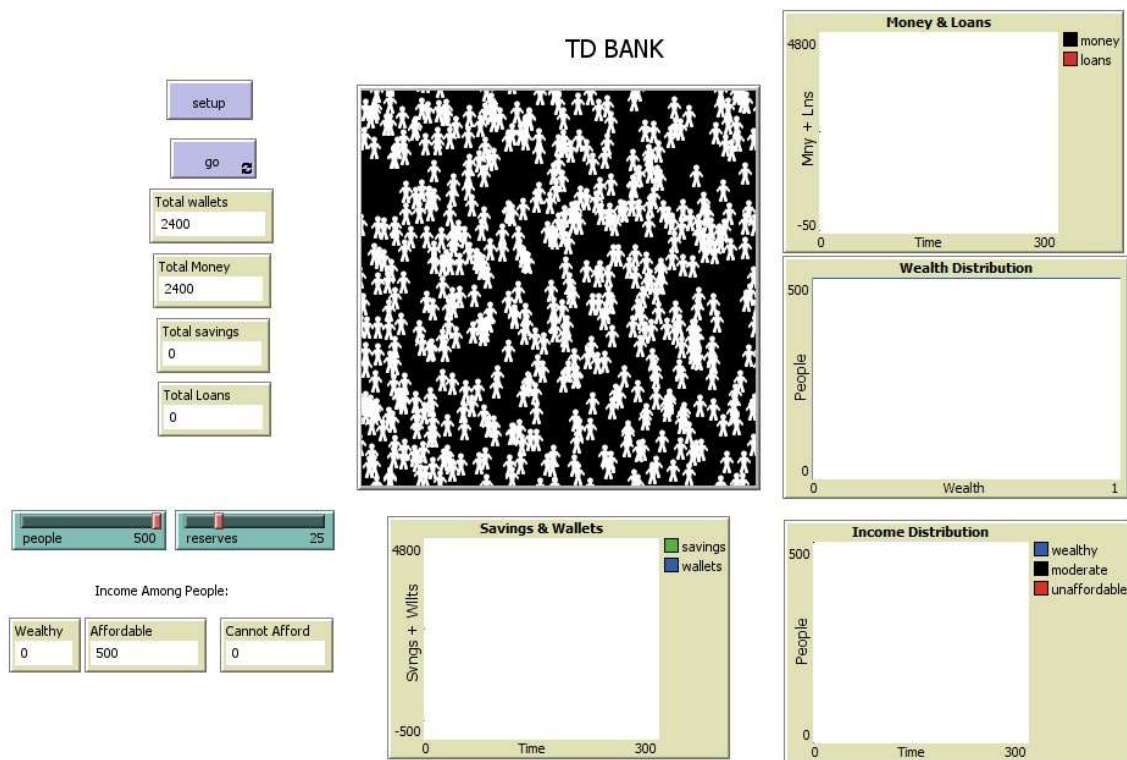 TD BANK
setup
go
Total wallets
2400
Total Money
2400
Total savings
0
Total Loans
0
people 500
reserves 25
Income Among People:
Wealthy
0
Affordable
500
Cannot Afford
0
Money & Loans
4800
Mny + Lns
-50
0 Time 300
money
loans
Wealth Distribution
500
People
0
0 Wealth 1
Savings & Wallets
4800
Svngs + Wllts
-500
0 Time 300
savings
wallets
Income Distribution
500
People
0
0 Time 300
wealthy
moderate
unaffordable